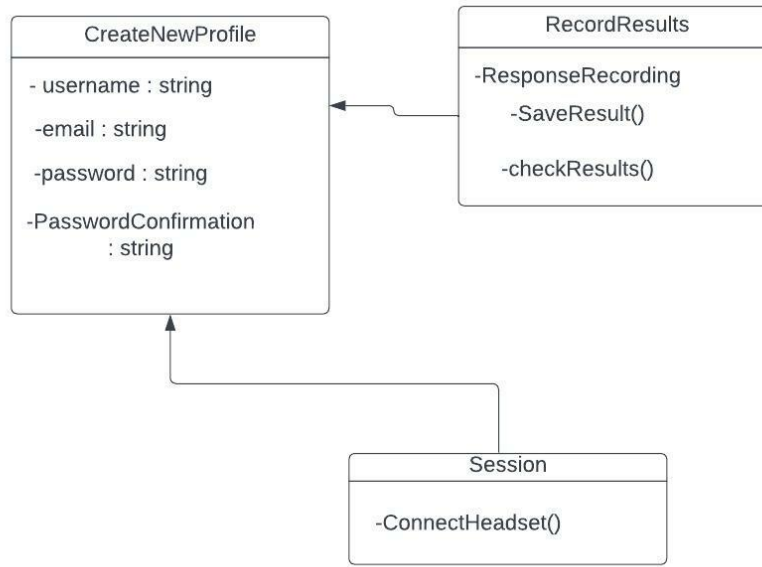 CreateNewProfile
- username : string
-email : string
-password : string
-PasswordConfirmation
: string
RecordResults
-ResponseRecording
-SaveResult()
-checkResults()
Session
-ConnectHeadset()